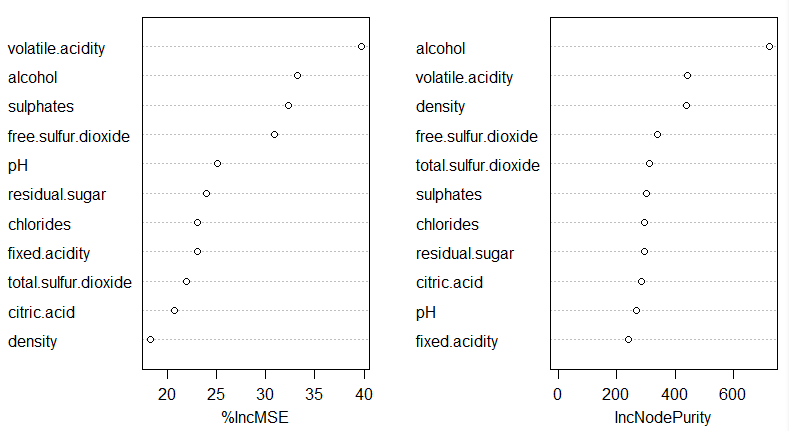 volatile.acidity
alcohol
sulphates
free.sulfur.dioxide
pH
residual.sugar
chlorides
fixed.acidity
total.sulfur.dioxide
citric.acid
density
20 25 30 35 40
%IncMSE
alcohol
volatile.acidity
density
free.sulfur.dioxide
total.sulfur.dioxide
sulphates
chlorides
residual.sugar
citric.acid
pH
fixed.acidity
0 200 400 600
IncNodePurity